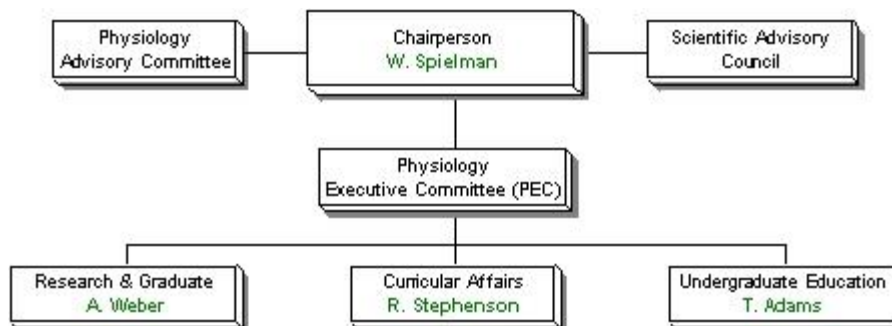 Physiology
Advisory Committee
Chairperson
W. Spielman
Scientific Advisory
Council
Physiology
Executive Committee (PEC)
Research & Graduate
A. Weber
Curricular Affairs
R. Stephenson
Undergraduate Education
T. Adams